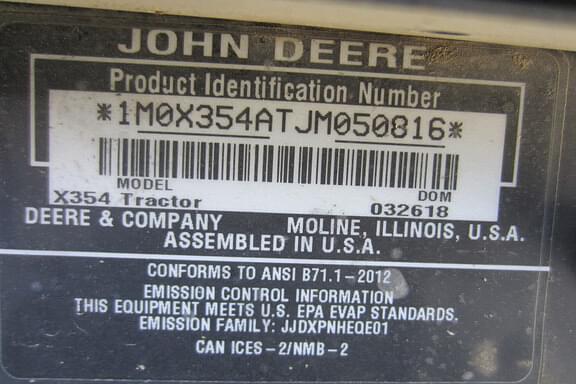 JOHN DEERE
Product Identification Number
*1M0X354ATJM050816*
MODEL DOM
X354 Tractor 032618
DEERE & COMPANY MOLINE, ILLINOIS, U.S.A.
ASSEMBLED IN U.S.A.
CONFORMS TO ANSI B71.1-2012
EMISSION CONTROL INFORMATION
THIS EQUIPMENT MEETS U.S. EPA EVAP STANDARDS.
EMISSION FAMILY: JJDXPNHEQE01
CAN ICES-2/NMB-2